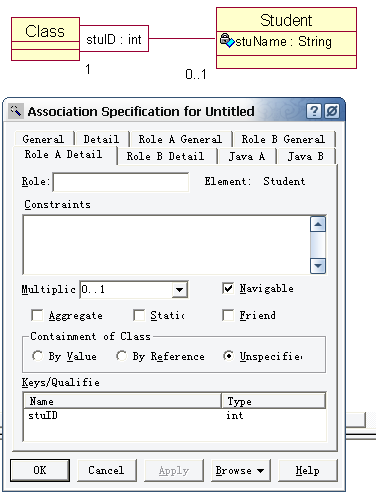 Class
stuID : int
Student
stuName : String
1
0..1
Association Specification for Untitled
General Detail Role A General Role B General
Role A Detail Role B Detail Java A Java B
Role: Element: Student
Constraints
Multiplic 0..1 Navigable
Aggregate Static Friend
Containment of Class
By Value By Reference Unspecifie
Keys/Qualifie
Name Type
stuID int
OK Cancel Apply Browse Help